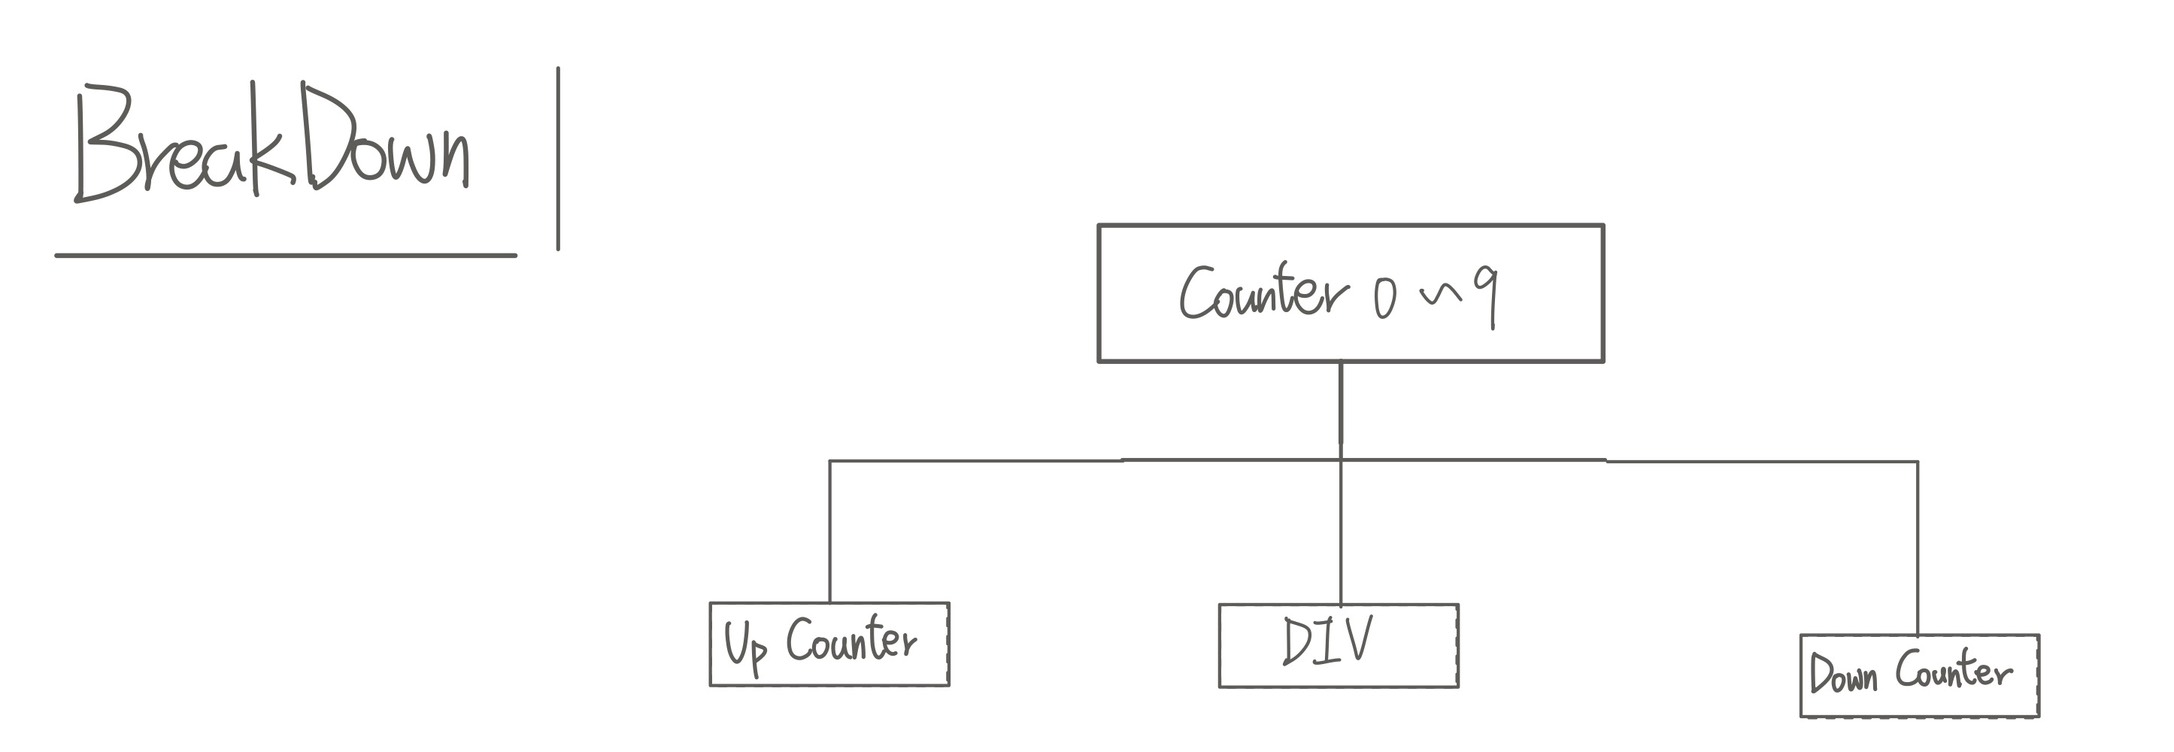 BreakDown
Counter 0 ~ 9
Up Counter
DIV
Down Counter